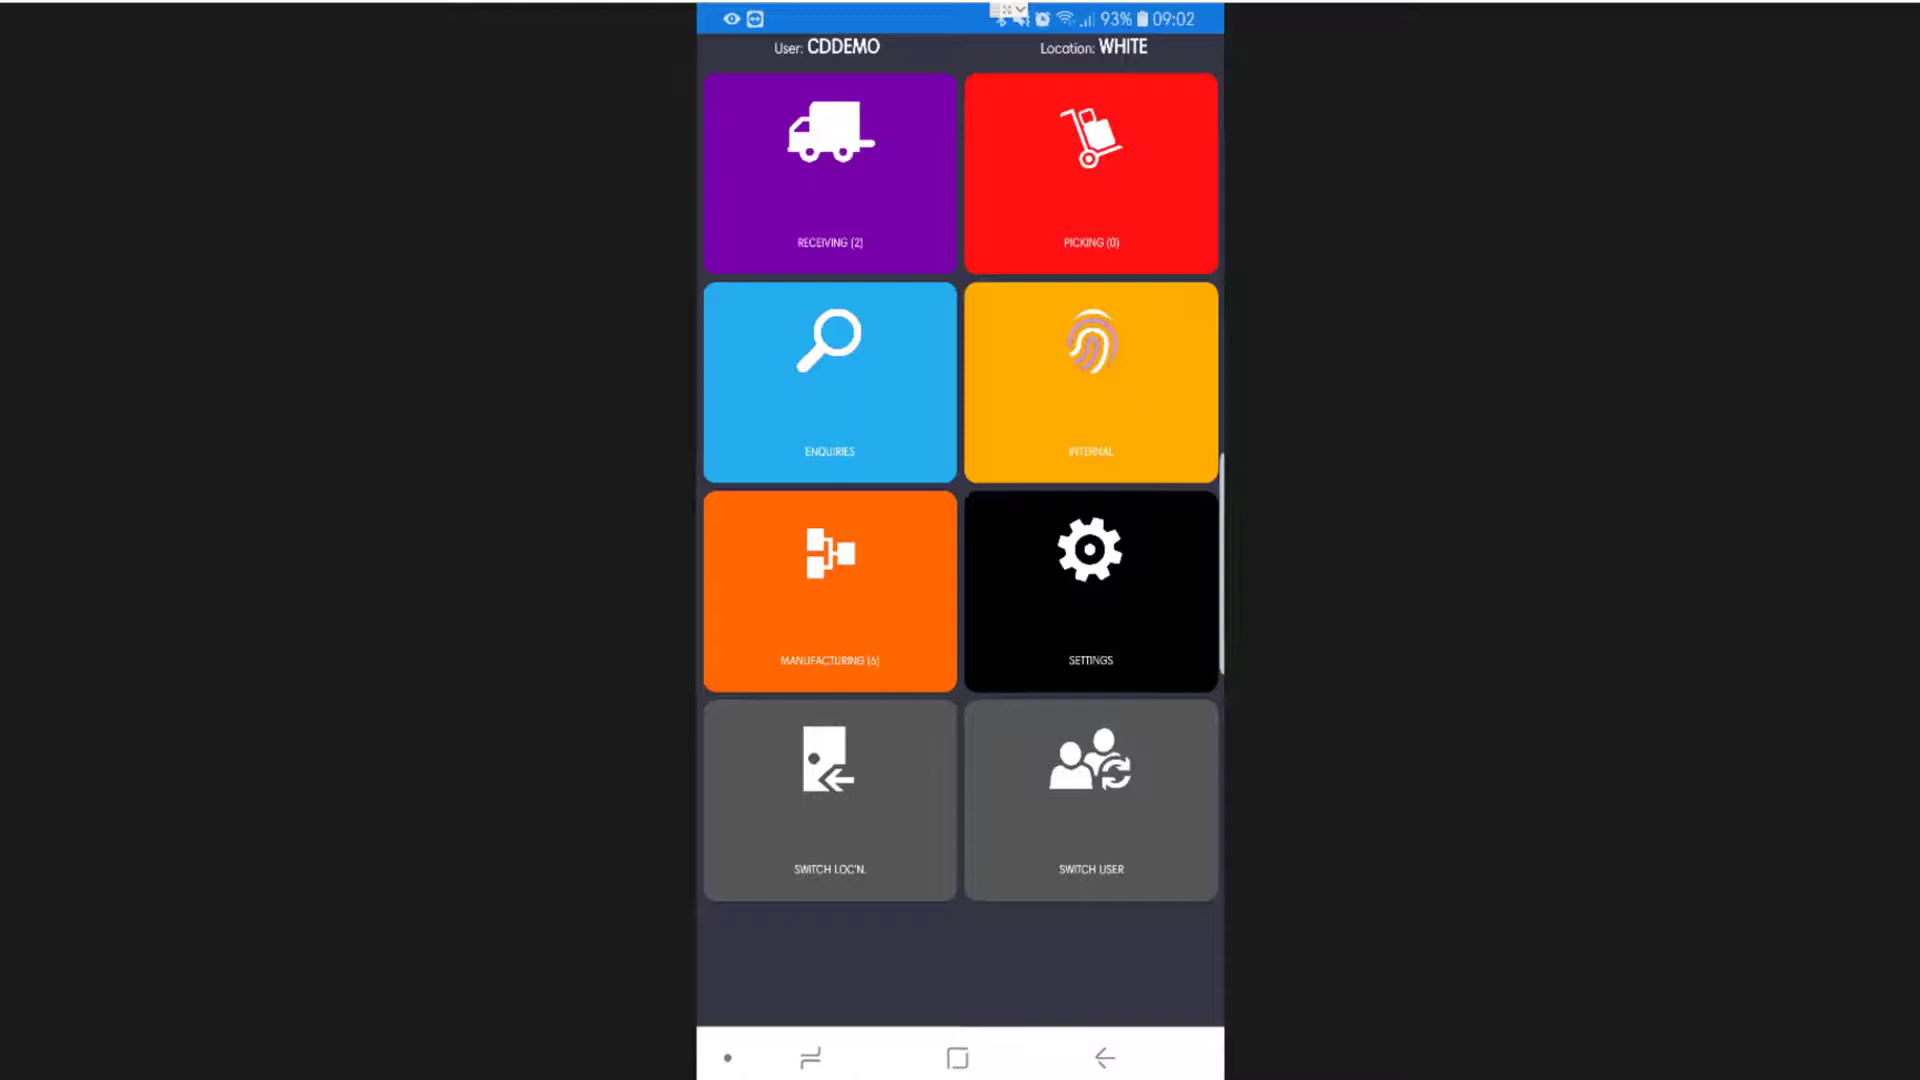 93% 09:02
User: CDDEMO Location: WHITE
RECEIVING (2) PICKING (0)
ENQUIRIES INTERNAL
MANUFACTURING (6) SETTINGS
SWITCH LOC'N. SWITCH USER